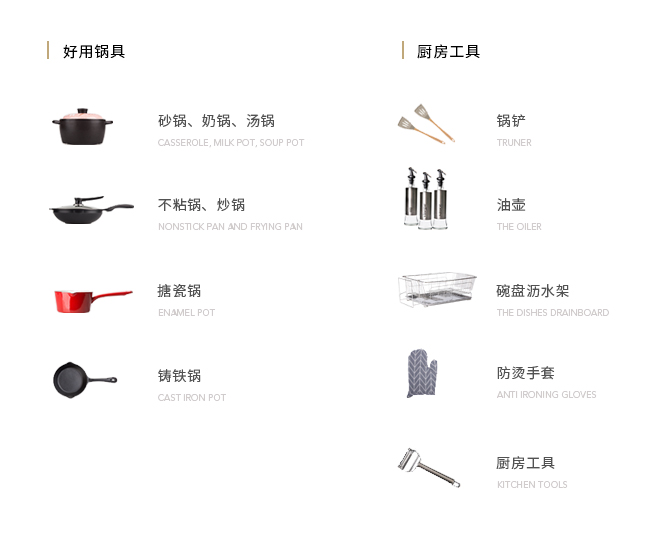 好用锅具
砂锅、奶锅、汤锅
CASSEROLE, MILK POT, SOUP POT
不粘锅、炒锅
NONSTICK PAN AND FRYING PAN
搪瓷锅
ENAMEL POT
铸铁锅
CAST IRON POT
厨房工具
锅铲
TRUNER
油壶
THE OILER
碗盘沥水架
THE DISHES DRAINBOARD
防烫手套
ANTI IRONING GLOVES
厨房工具
KITCHEN TOOLS